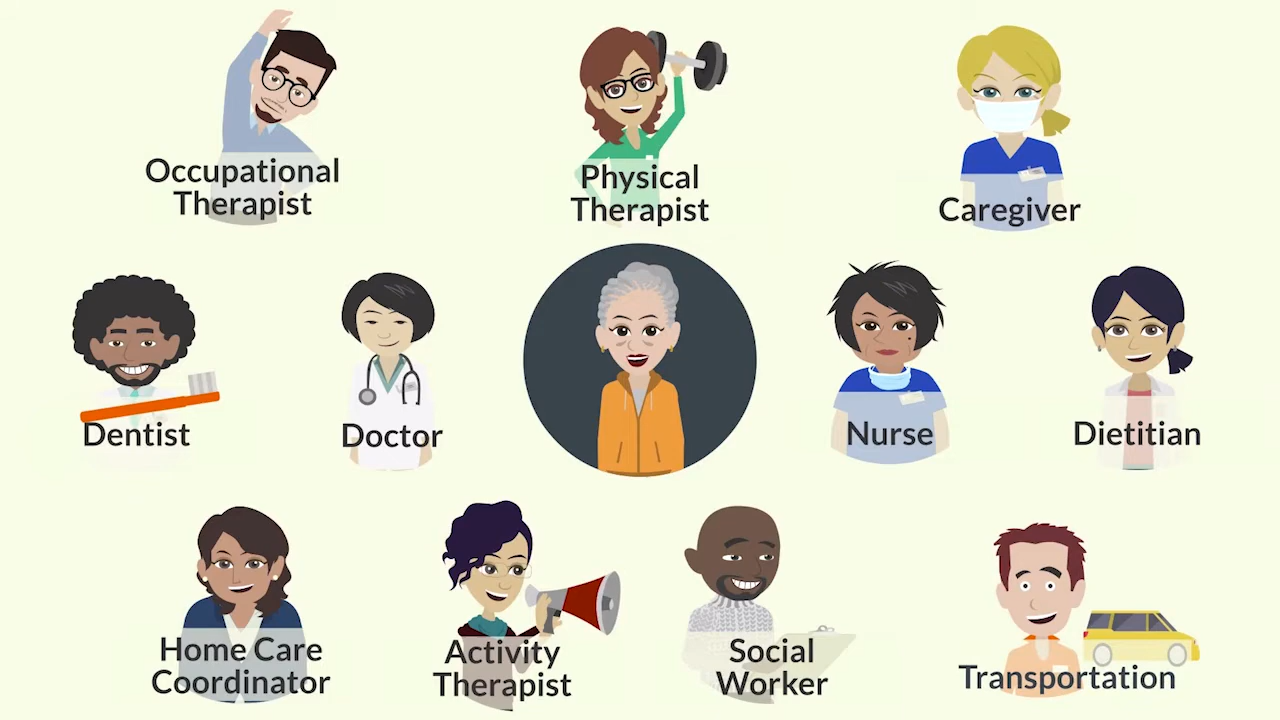 Occupational
Therapist
Physical
Therapist
Caregiver
Dentist
Doctor
Nurse
Dietitian
Home Care
Coordinator
Activity
Therapist
Social
Worker
Transportation